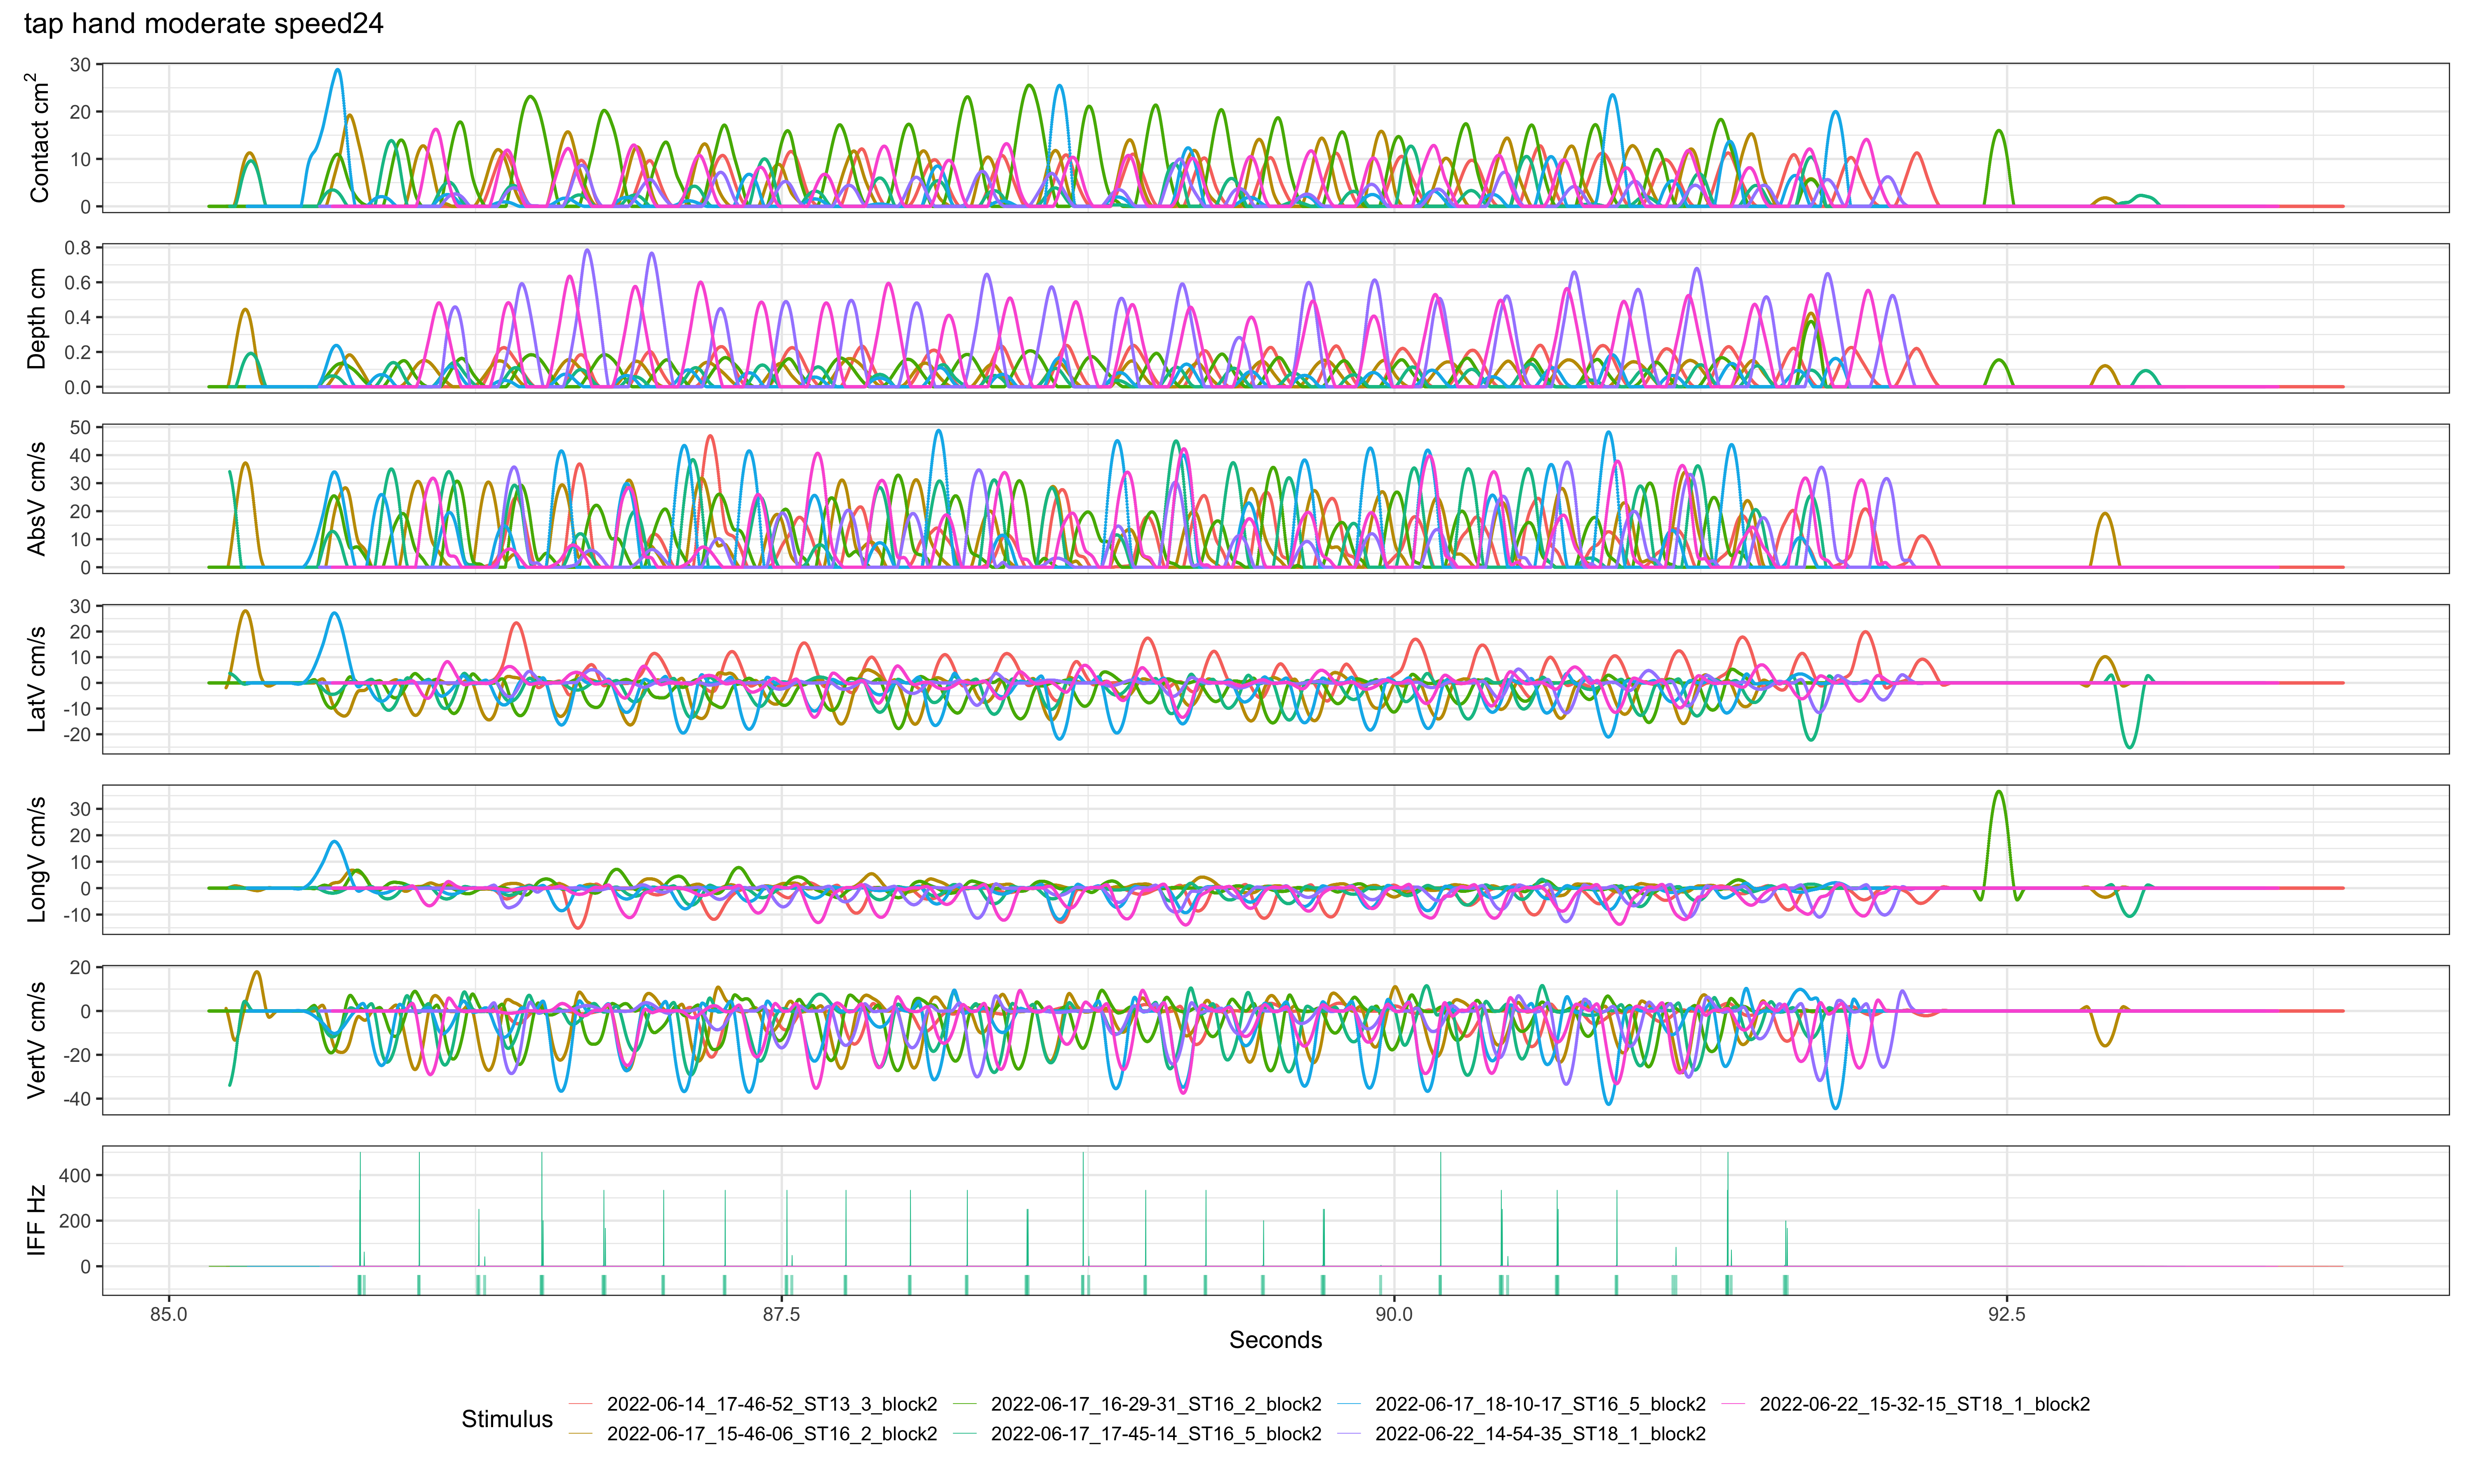 tap hand moderate speed24
Contact cm²
30
20
10
0
Depth cm
0.8
0.6
0.4
0.2
0.0
AbsV cm/s
50
40
30
20
10
0
LatV cm/s
30
20
10
0
-10
-20
LongV cm/s
30
20
10
0
-10
VertV cm/s
20
0
-20
-40
IFF Hz
400
200
0
85.0 87.5 90.0 92.5
Seconds
Stimulus
2022-06-14_17-46-52_ST13_3_block2 2022-06-17_16-29-31_ST16_2_block2 2022-06-17_18-10-17_ST16_5_block2 2022-06-22_15-32-15_ST18_1_block2
2022-06-17_15-46-06_ST16_2_block2 2022-06-17_17-45-14_ST16_5_block2 2022-06-22_14-54-35_ST18_1_block2